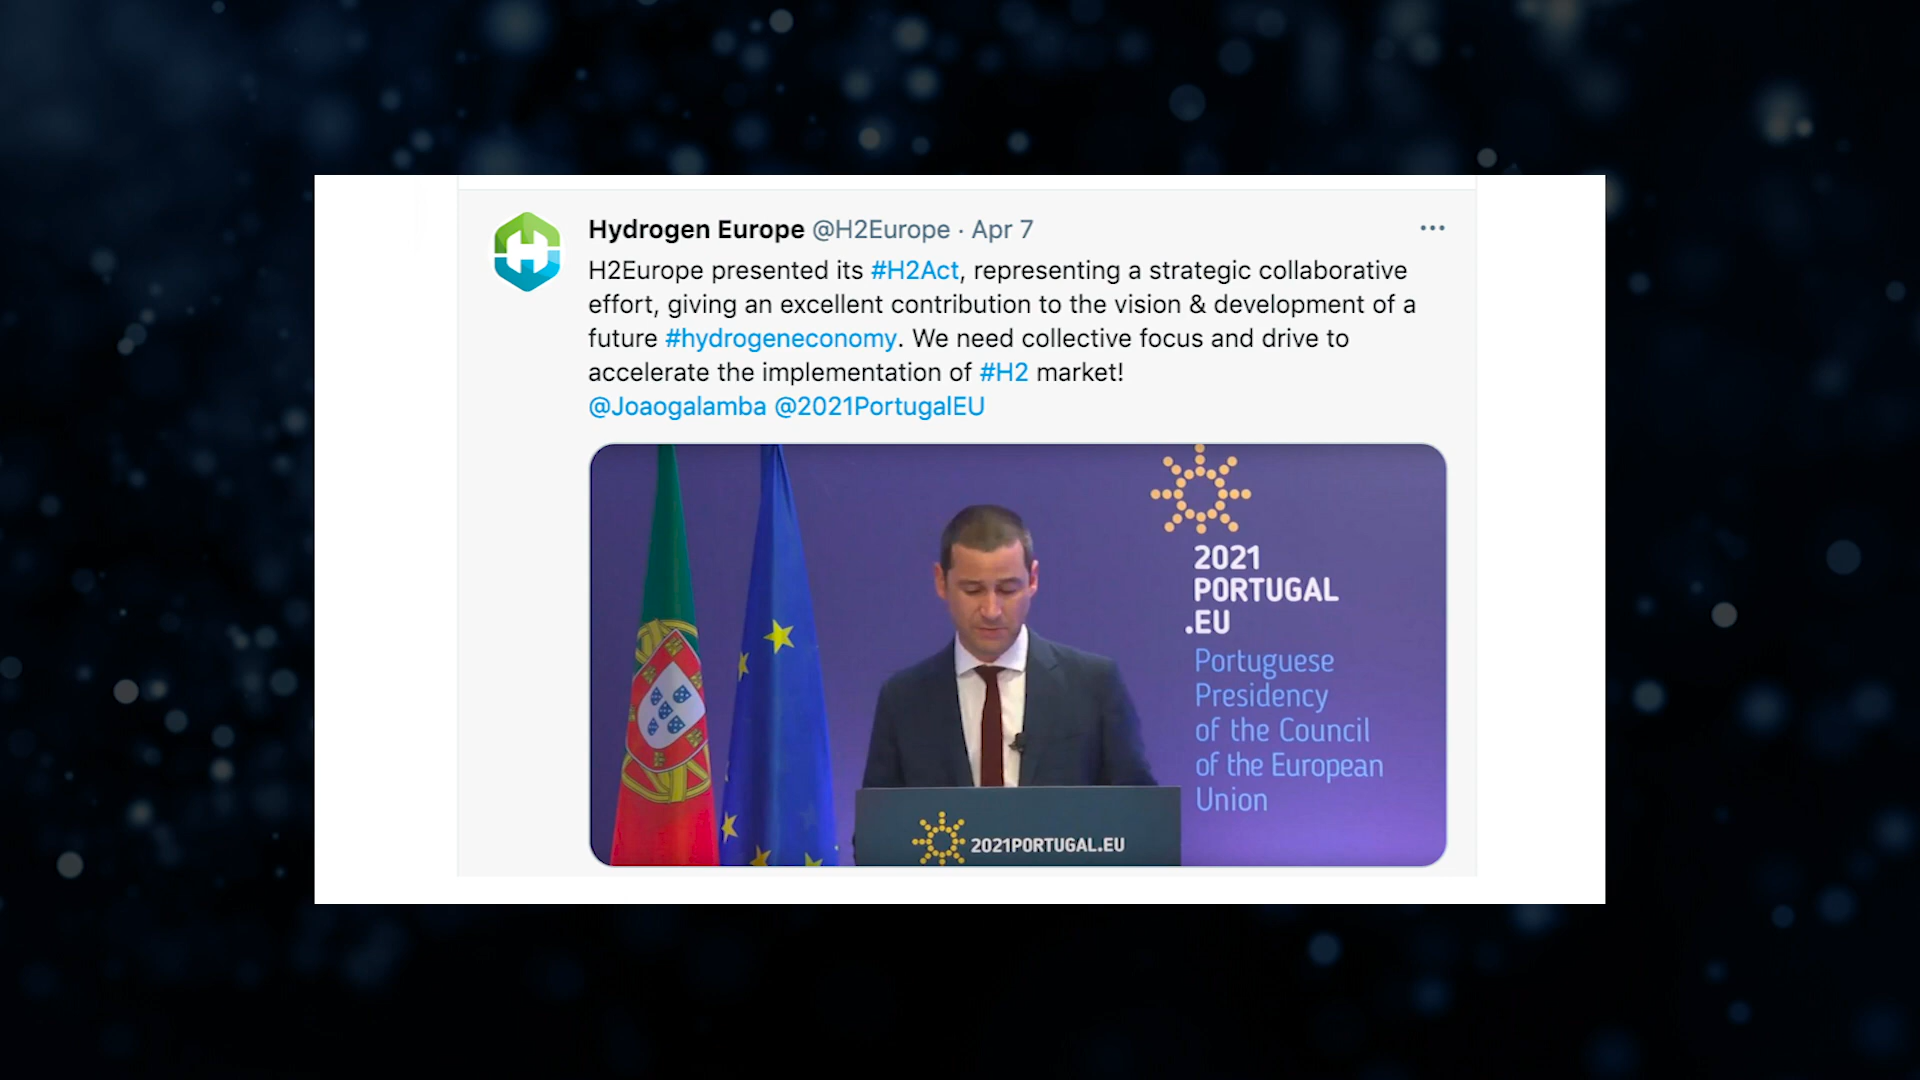 Hydrogen Europe @H2Europe · Apr 7 ...
H2Europe presented its #H2Act, representing a strategic collaborative
effort, giving an excellent contribution to the vision & development of a
future #hydrogeneconomy. We need collective focus and drive to
accelerate the implementation of #H2 market!
@Joaogalamba @2021PortugalEU
2021
PORTUGAL
.EU
Portuguese
Presidency
of the Council
of the European
Union
2021PORTUGAL.EU